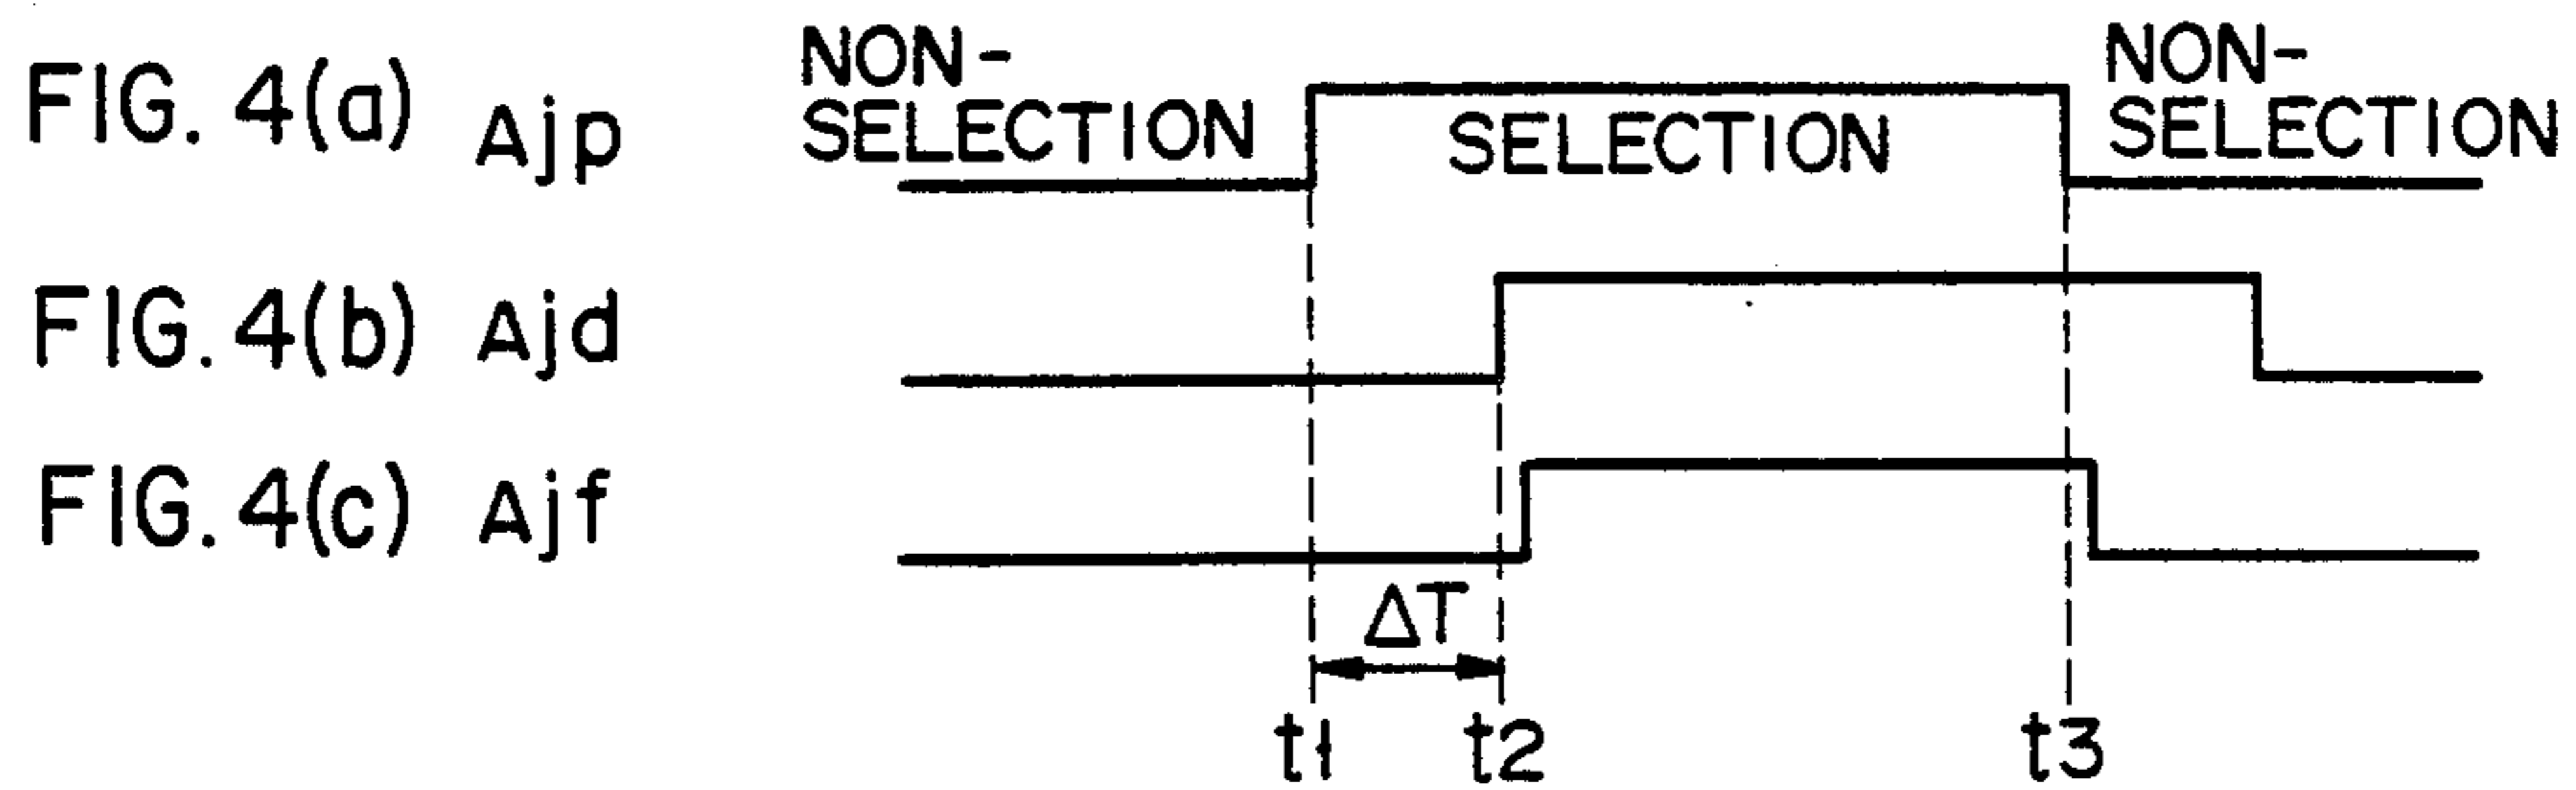 FIG. 4(a) Ajp
NON-
SELECTION
SELECTION
NON-
SELECTION
FIG. 4(b) Ajd
FIG. 4(c) Ajf
ΔT
t1 t2 t3